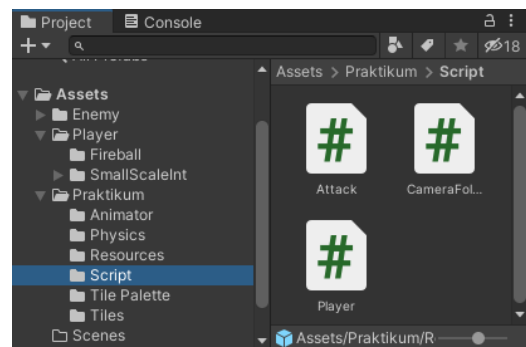 Project
Console
18
Assets > Praktikum > Script
Assets
Enemy
Player
Fireball
SmallScaleInt
Praktikum
Animator
Physics
Resources
Script
Tile Palette
Tiles
Scenes
Attack
CameraFol...
Player
Assets/Praktikum/R